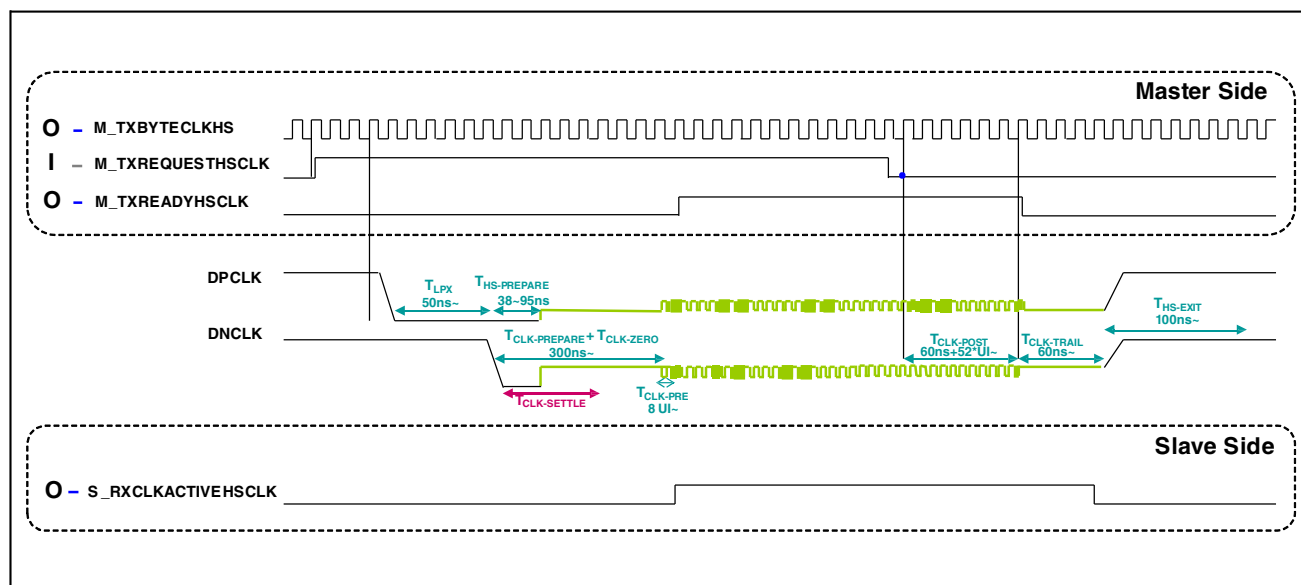 Master Side
O - M_TXBYTECLKHS
I - M_TXREQUESTHSCLK
O - M_TXREADYHSCLK
DPCLK
TLPX
50ns~
THS-PREPARE
38~95ns
THS-EXIT
100ns~
DNCLK
TCLK-PREPARE + TCLK-ZERO
300ns~
TCLK-POST
60ns+52*UI~
TCLK-TRAIL
60ns~
TCLK-SETTLE
TCLK-PRE
8 UI~
Slave Side
O - S_RXCLKACTIVEHSCLK